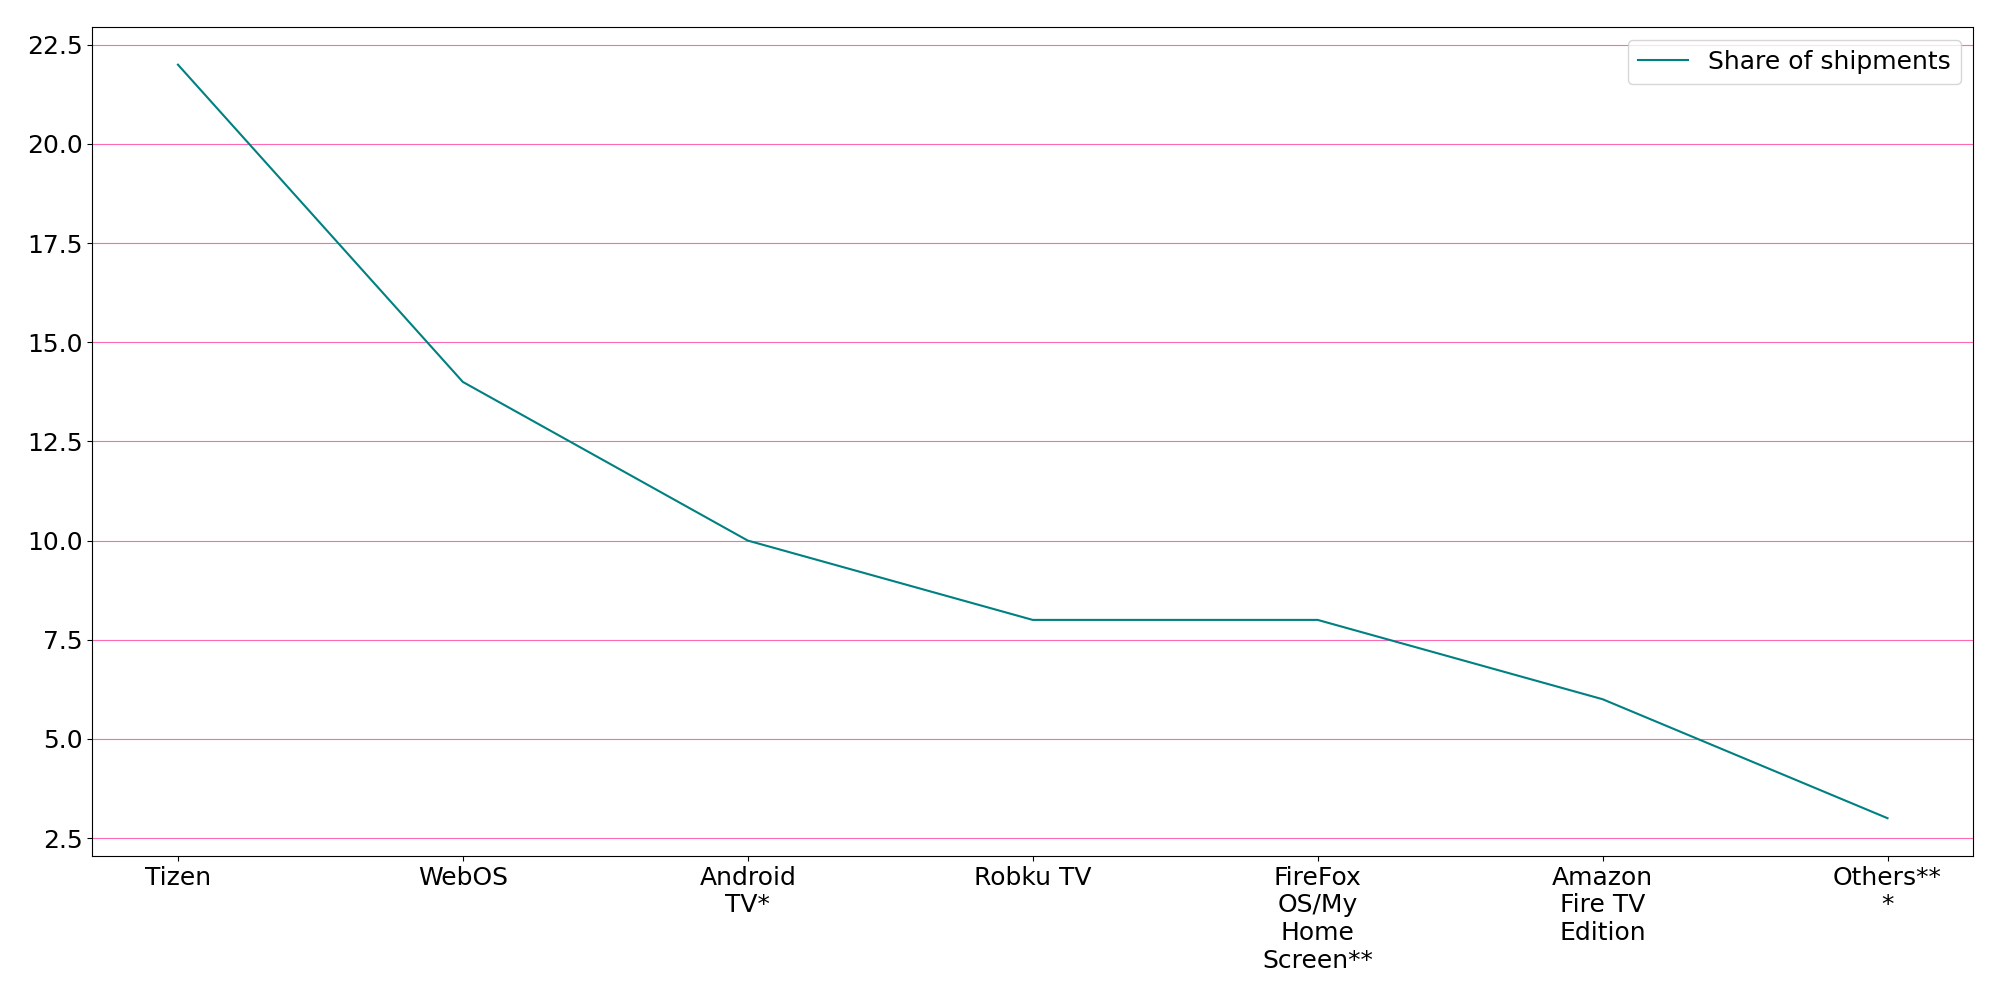 22.5
20.0
17.5
15.0
12.5
10.0
7.5
5.0
2.5
Share of shipments
Tizen
WebOS
Android
TV*
Robku TV
FireFox
OS/My
Home
Screen**
Amazon
Fire TV
Edition
Others**
*